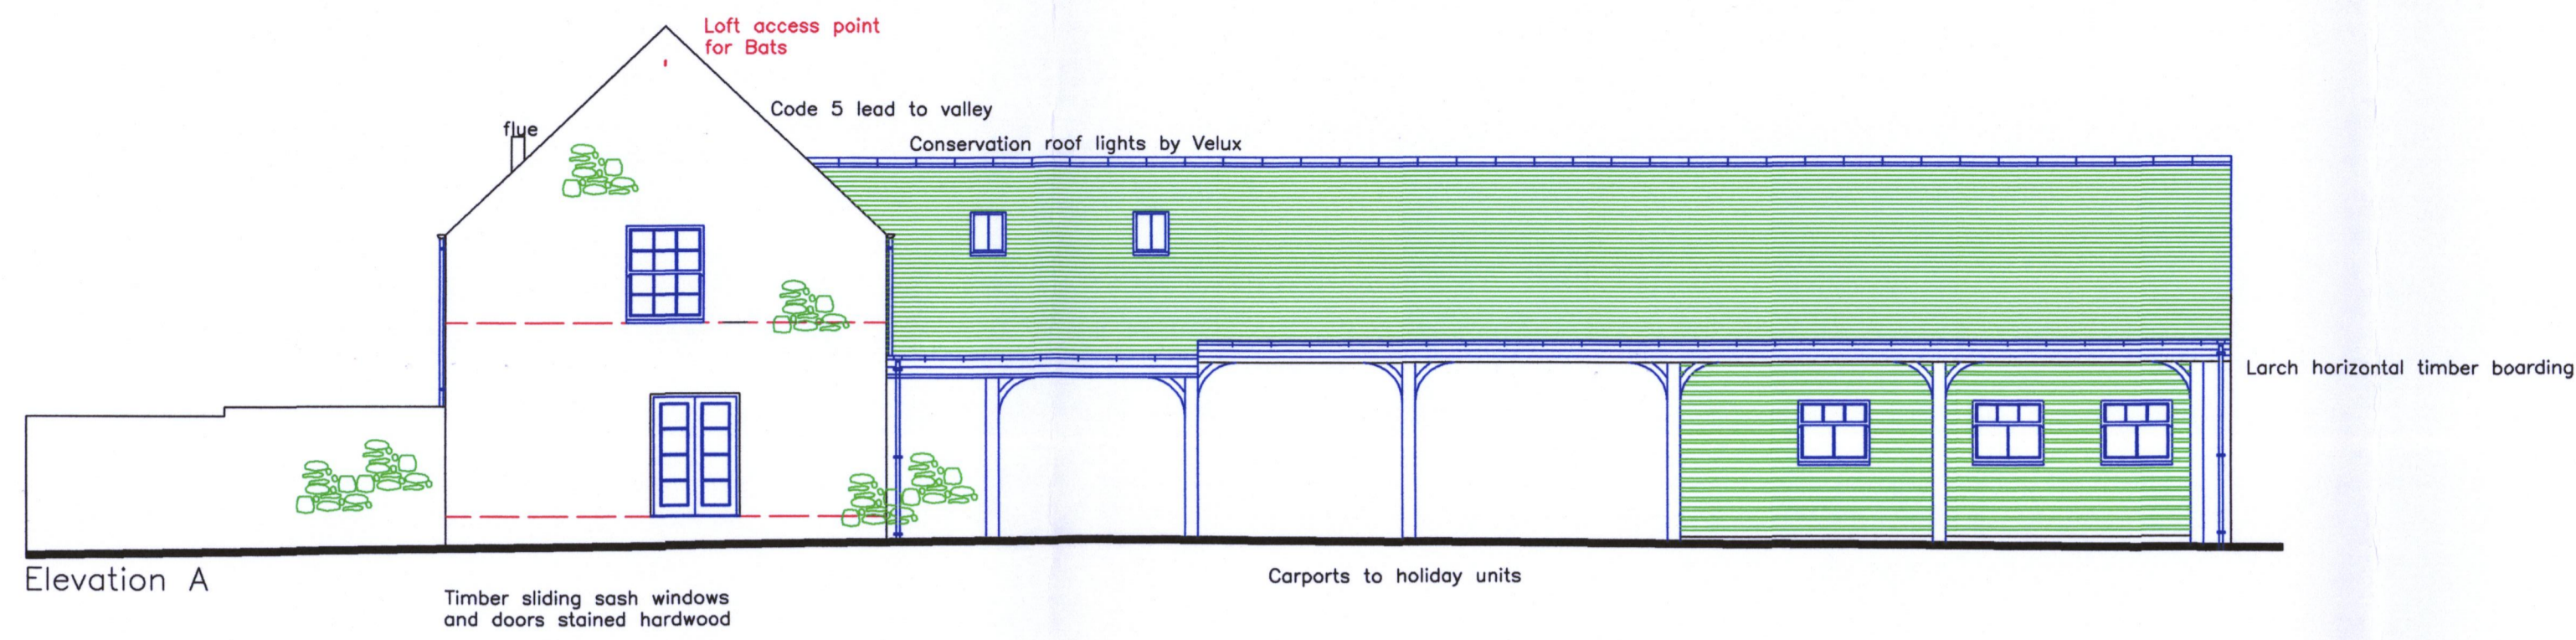 Loft access point
for Bats
Code 5 lead to valley
flue
Conservation roof lights by Velux
Larch horizontal timber boarding
Elevation A
Carports to holiday units
Timber sliding sash windows
and doors stained hardwood